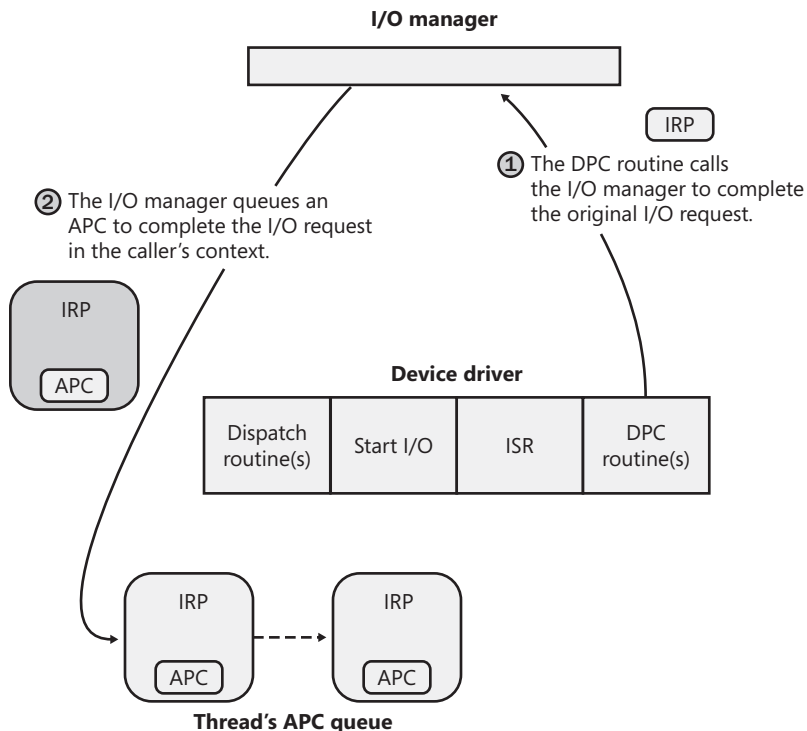 I/O manager
IRP
1 The DPC routine calls
the I/O manager to complete
the original I/O request.
2 The I/O manager queues an
APC to complete the I/O request
in the caller’s context.
IRP
APC
Device driver
Dispatch
routine(s)
Start I/O
ISR
DPC
routine(s)
IRP
APC
IRP
APC
Thread’s APC queue